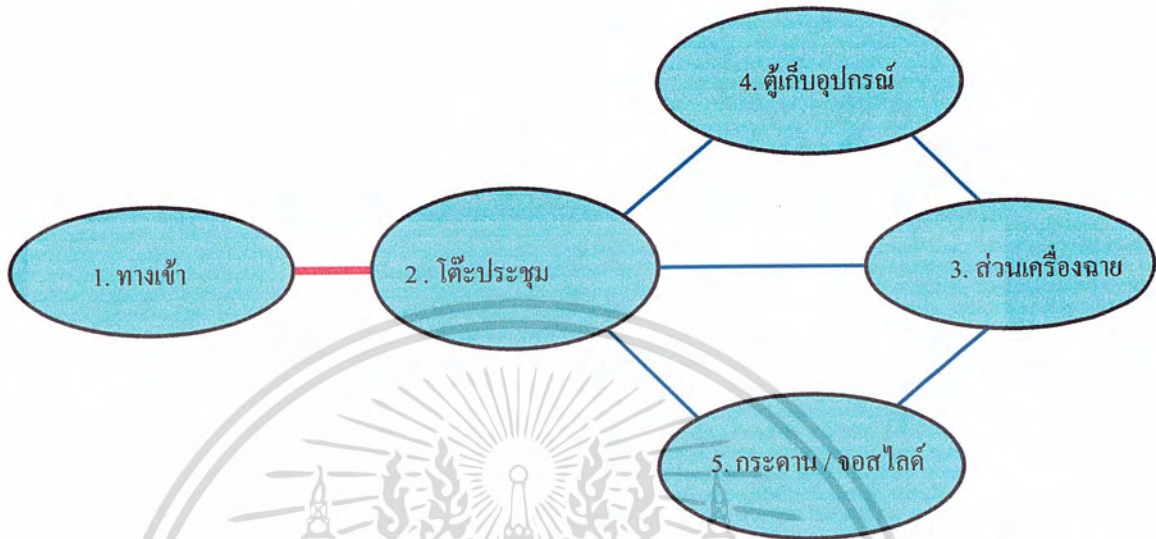 4. ตู้เก็บอุปกรณ์
1. ทางเข้า
2 . โต๊ะประชุม
3. ส่วนเครื่องฉาย
5. กระดาน / จอสไลด์